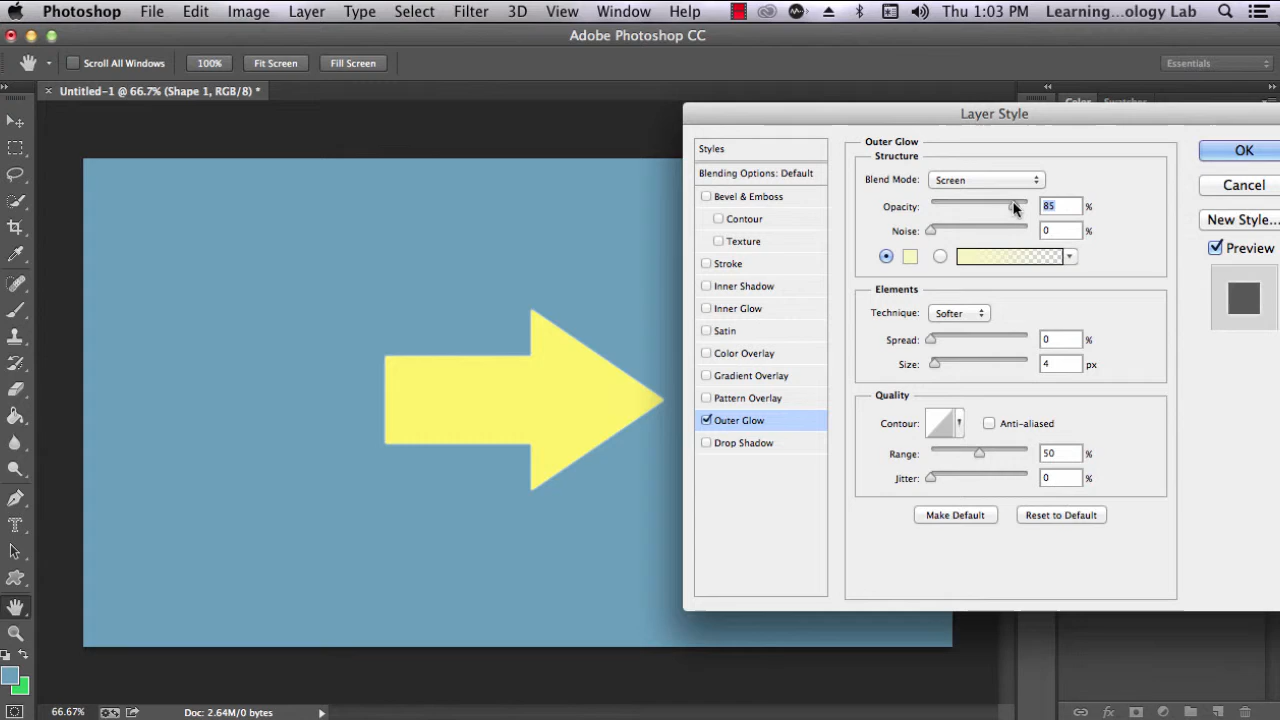 Photoshop File Edit Image Layer Type Select Filter 3D View Window Help Thu 1:03 PM Learning...ology Lab
Adobe Photoshop CC
Scroll All Windows 100% Fit Screen Fill Screen Essentials
× Untitled-1 @ 66.7% (Shape 1, RGB/8) *
Color Swatches
Layer Style
Styles
Blending Options: Default
Bevel & Emboss
Contour
Texture
Stroke
Inner Shadow
Inner Glow
Satin
Color Overlay
Gradient Overlay
Pattern Overlay
Outer Glow
Drop Shadow
Outer Glow
Structure
Blend Mode: Screen
Opacity: 85 %
Noise: 0 %
Elements
Technique: Softer
Spread: 0 %
Size: 4 px
Quality
Contour: Anti-aliased
Range: 50 %
Jitter: 0 %
Make Default Reset to Default
OK
Cancel
New Style...
Preview
66.67% Doc: 2.64M/0 bytes
fx